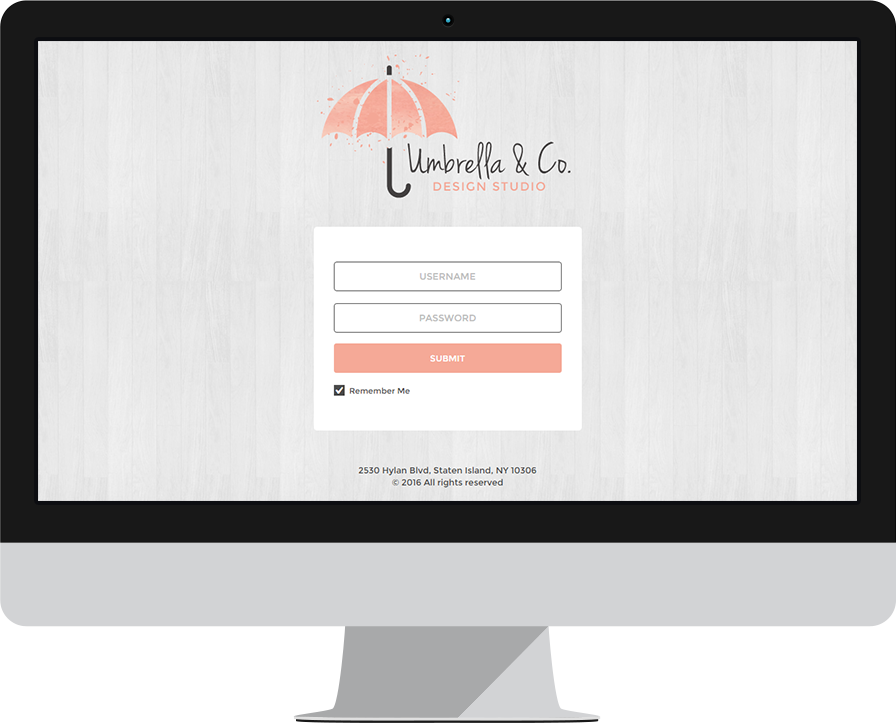 Umbrella & Co.
DESIGN STUDIO
USERNAME
PASSWORD
SUBMIT
Remember Me
2530 Hylan Blvd, Staten Island, NY 10306
© 2016 All rights reserved